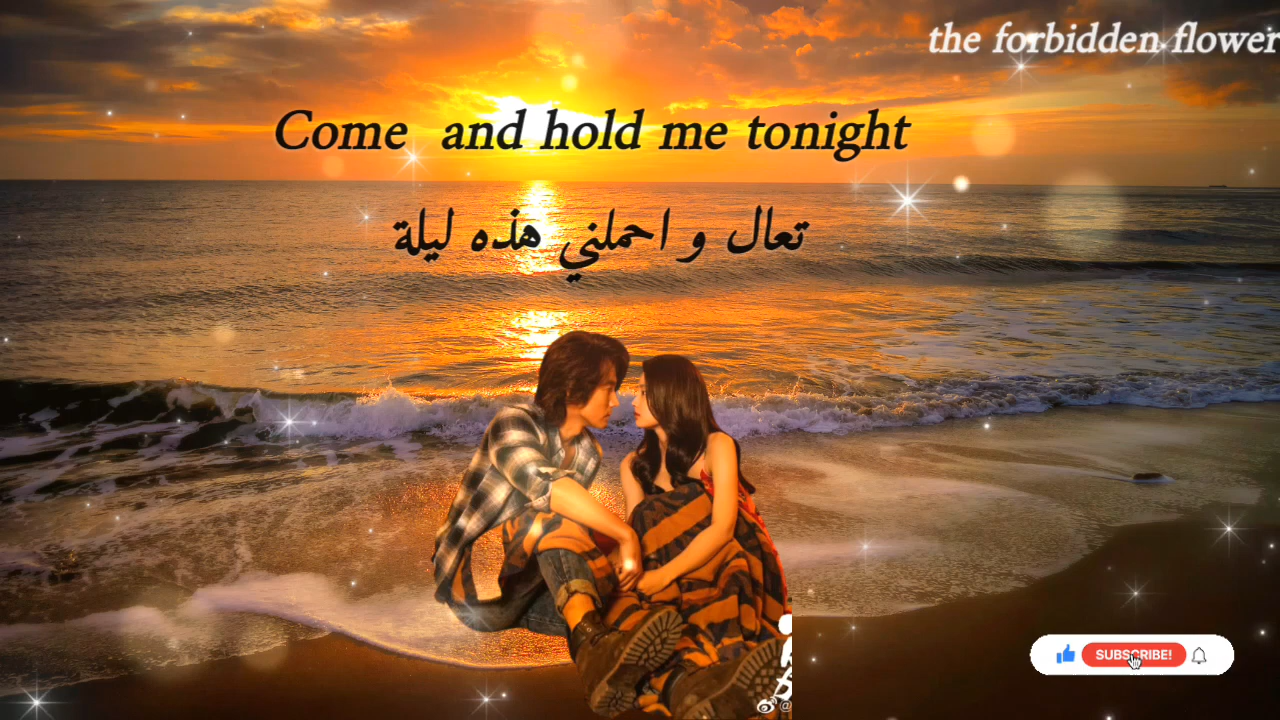 the forbidden flower
Come and hold me tonight
تعال و احملني هذه ليلة
SUBSCRIBE!